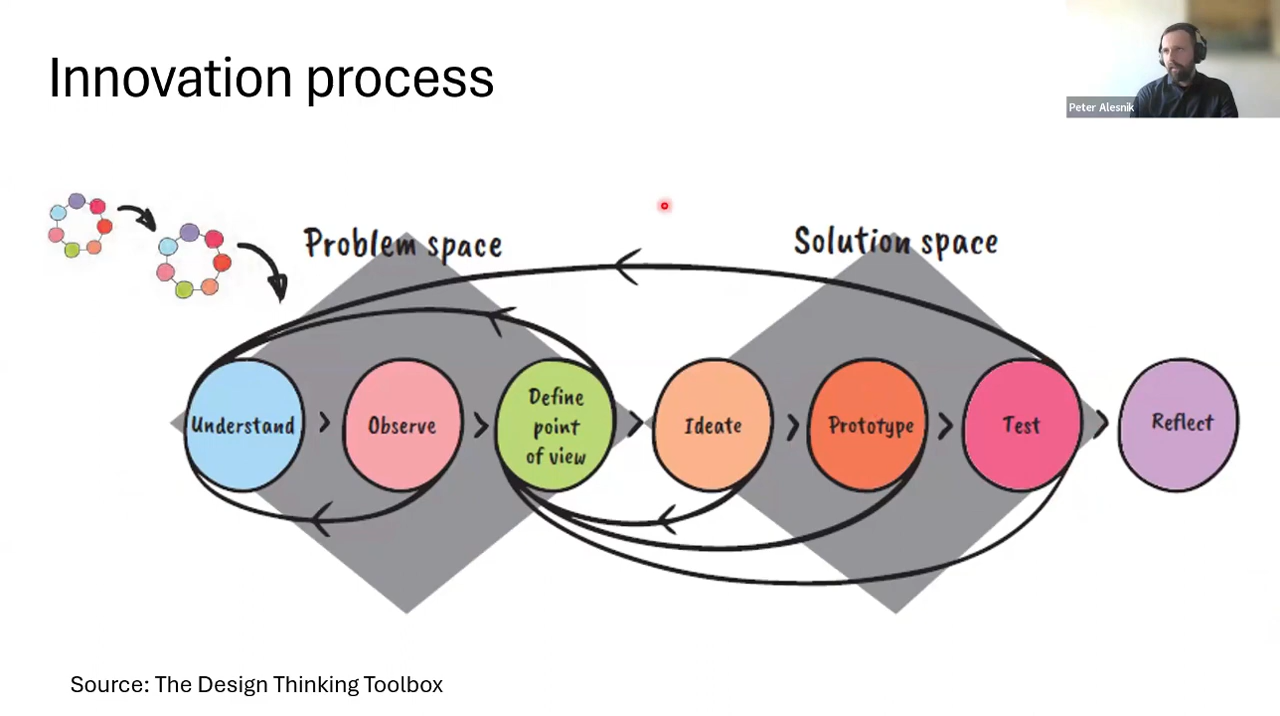 Innovation process
Peter Alesnik
Problem space
Solution space
Understand
Observe
Define
point
of view
Ideate
Prototype
Test
Reflect
Source: The Design Thinking Toolbox